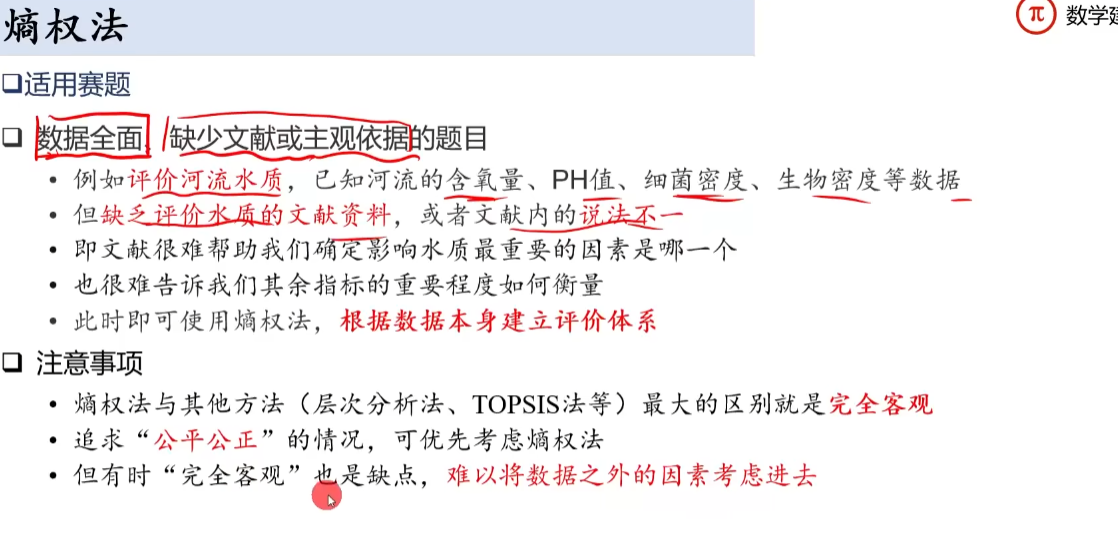 熵权法
数学建
❑适用赛题
❑ 数据全面，缺少文献或主观依据的题目
• 例如评价河流水质，已知河流的含氧量、PH值、细菌密度、生物密度等数据
• 但缺乏评价水质的文献资料，或者文献内的说法不一
• 即文献很难帮助我们确定影响水质最重要的因素是哪一个
• 也很难告诉我们其余指标的重要程度如何衡量
• 此时即可使用熵权法，根据数据本身建立评价体系
❑ 注意事项
• 熵权法与其他方法（层次分析法、TOPSIS法等）最大的区别就是完全客观
• 追求“公平公正”的情况，可优先考虑熵权法
• 但有时“完全客观”也是缺点，难以将数据之外的因素考虑进去